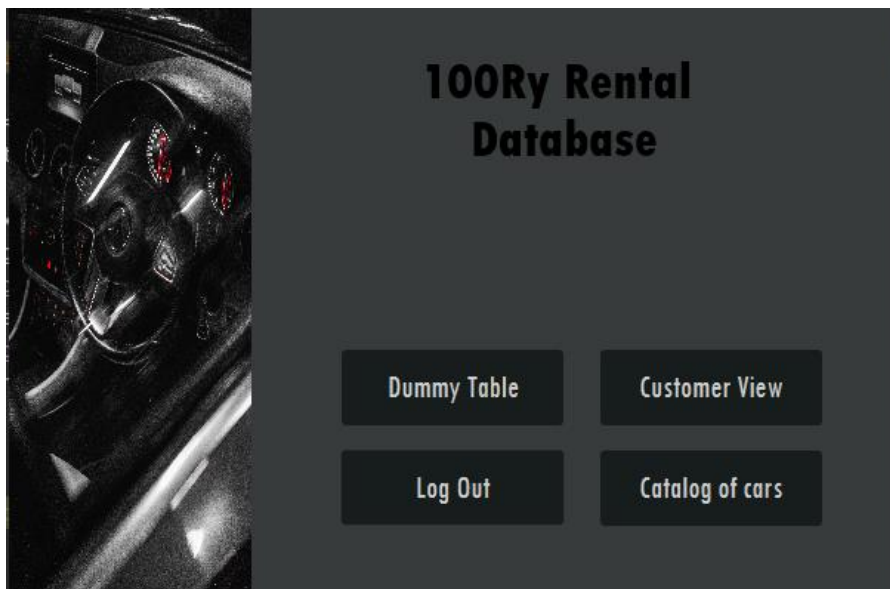 100Ry Rental
Database
Dummy Table
Customer View
Log Out
Catalog of cars